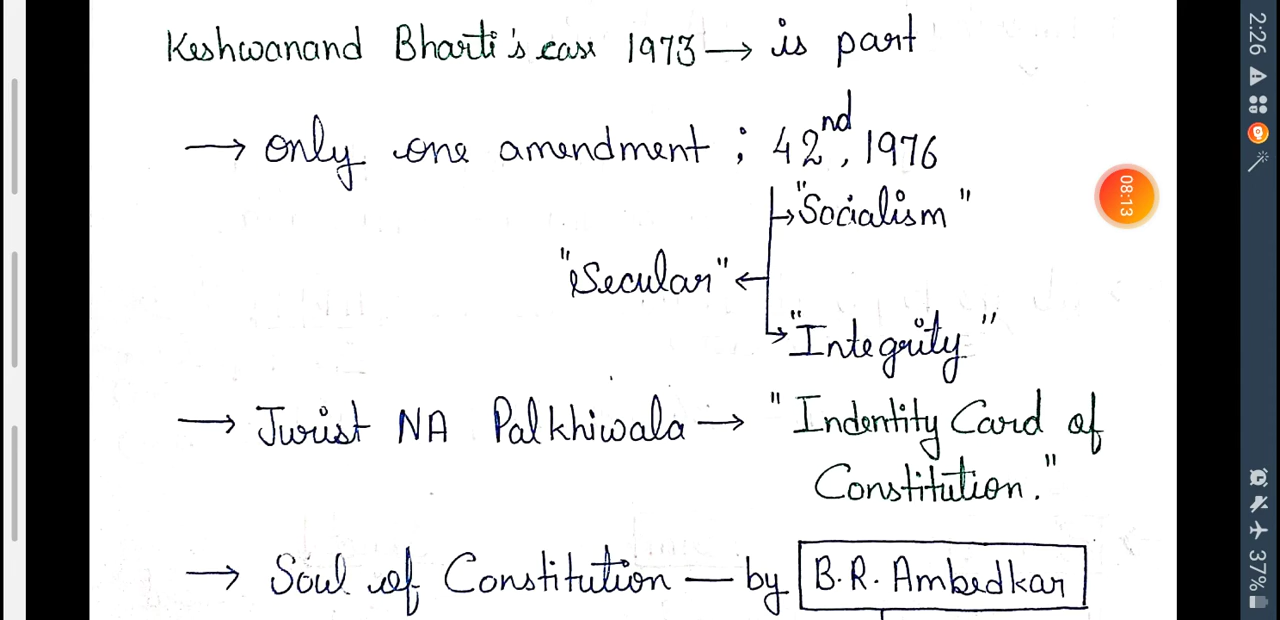 Keshwanand Bharti's case 1973 → is part
→ only one amendment ; 42nd, 1976
"Socialism"
"Secular" ←
"Integrity"
→ Jurist NA Palkhiwala → "Indentity Card of
Constitution."
→ Soul of Constitution — by B.R. Ambedkar
2:26
37%
08:13